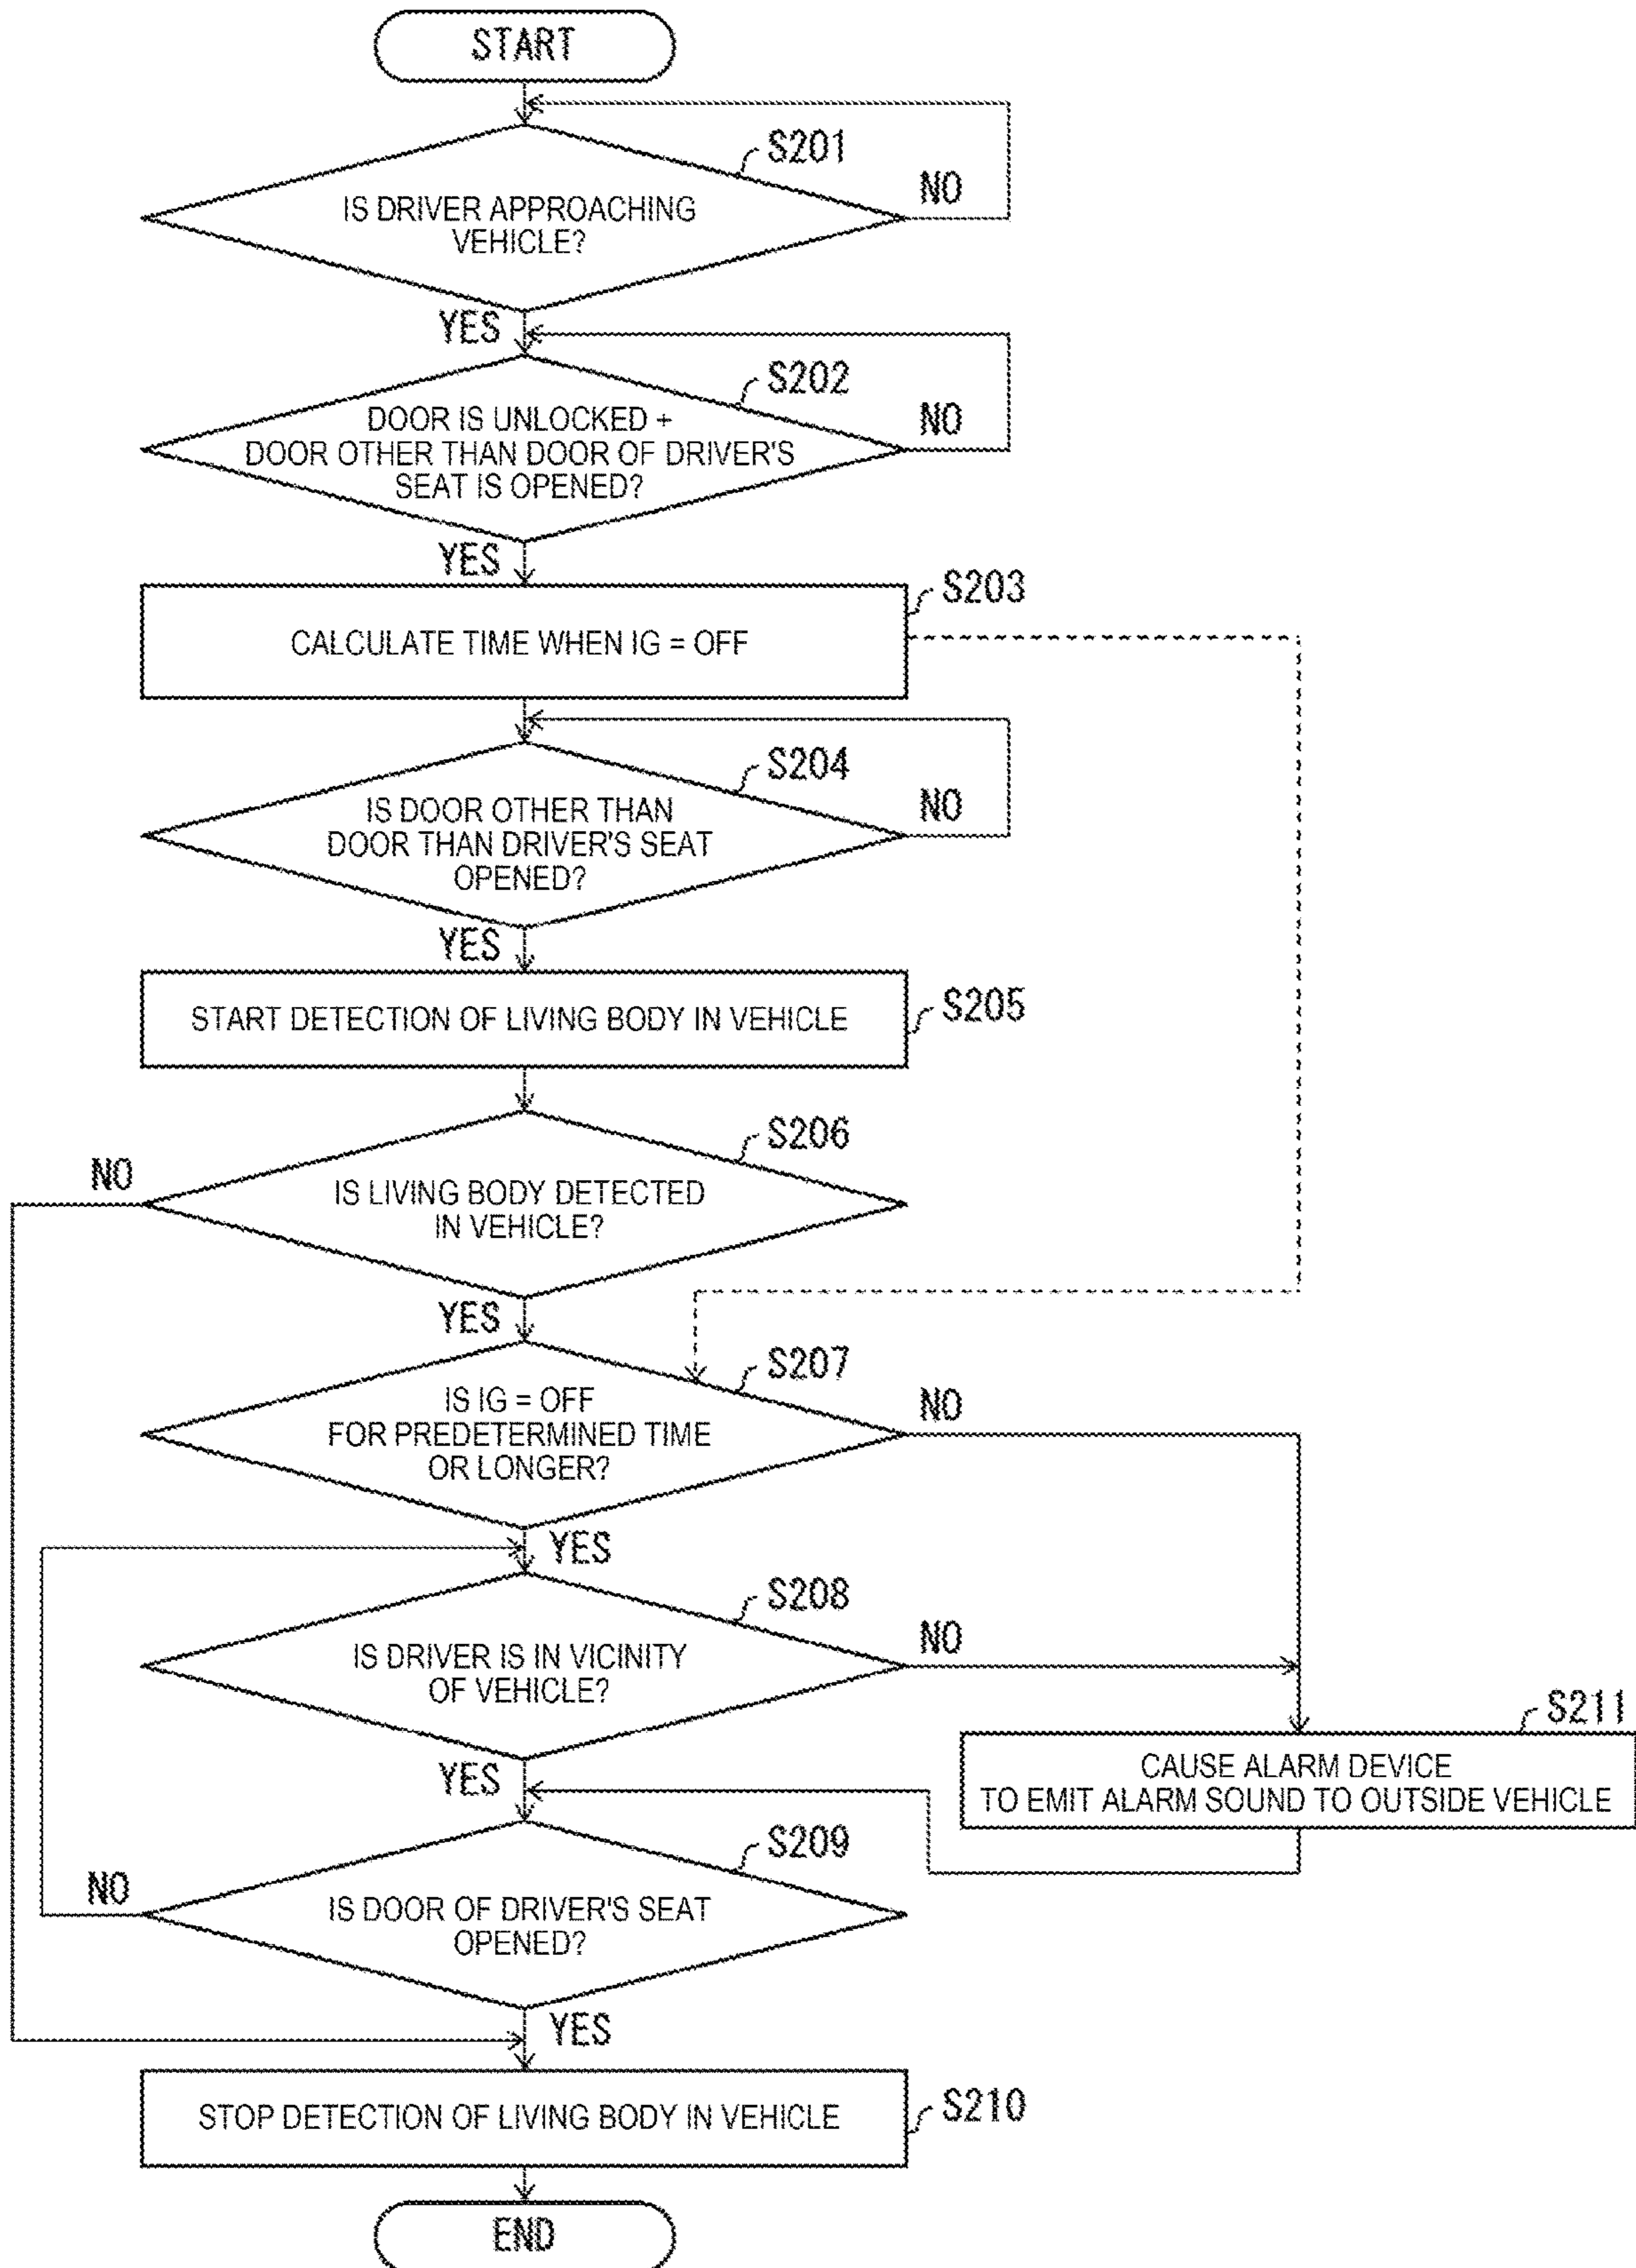 START
S201
IS DRIVER APPROACHING
VEHICLE?
NO
YES
S202
DOOR IS UNLOCKED +
DOOR OTHER THAN DOOR OF DRIVER'S
SEAT IS OPENED?
NO
YES
S203
CALCULATE TIME WHEN IG = OFF
S204
IS DOOR OTHER THAN
DOOR THAN DRIVER'S SEAT
OPENED?
NO
YES
S205
START DETECTION OF LIVING BODY IN VEHICLE
S206
IS LIVING BODY DETECTED
IN VEHICLE?
NO
YES
S207
IS IG = OFF
FOR PREDETERMINED TIME
OR LONGER?
NO
YES
S208
IS DRIVER IS IN VICINITY
OF VEHICLE?
NO
YES
S211
CAUSE ALARM DEVICE
TO EMIT ALARM SOUND TO OUTSIDE VEHICLE
S209
IS DOOR OF DRIVER'S SEAT
OPENED?
NO
YES
S210
STOP DETECTION OF LIVING BODY IN VEHICLE
END